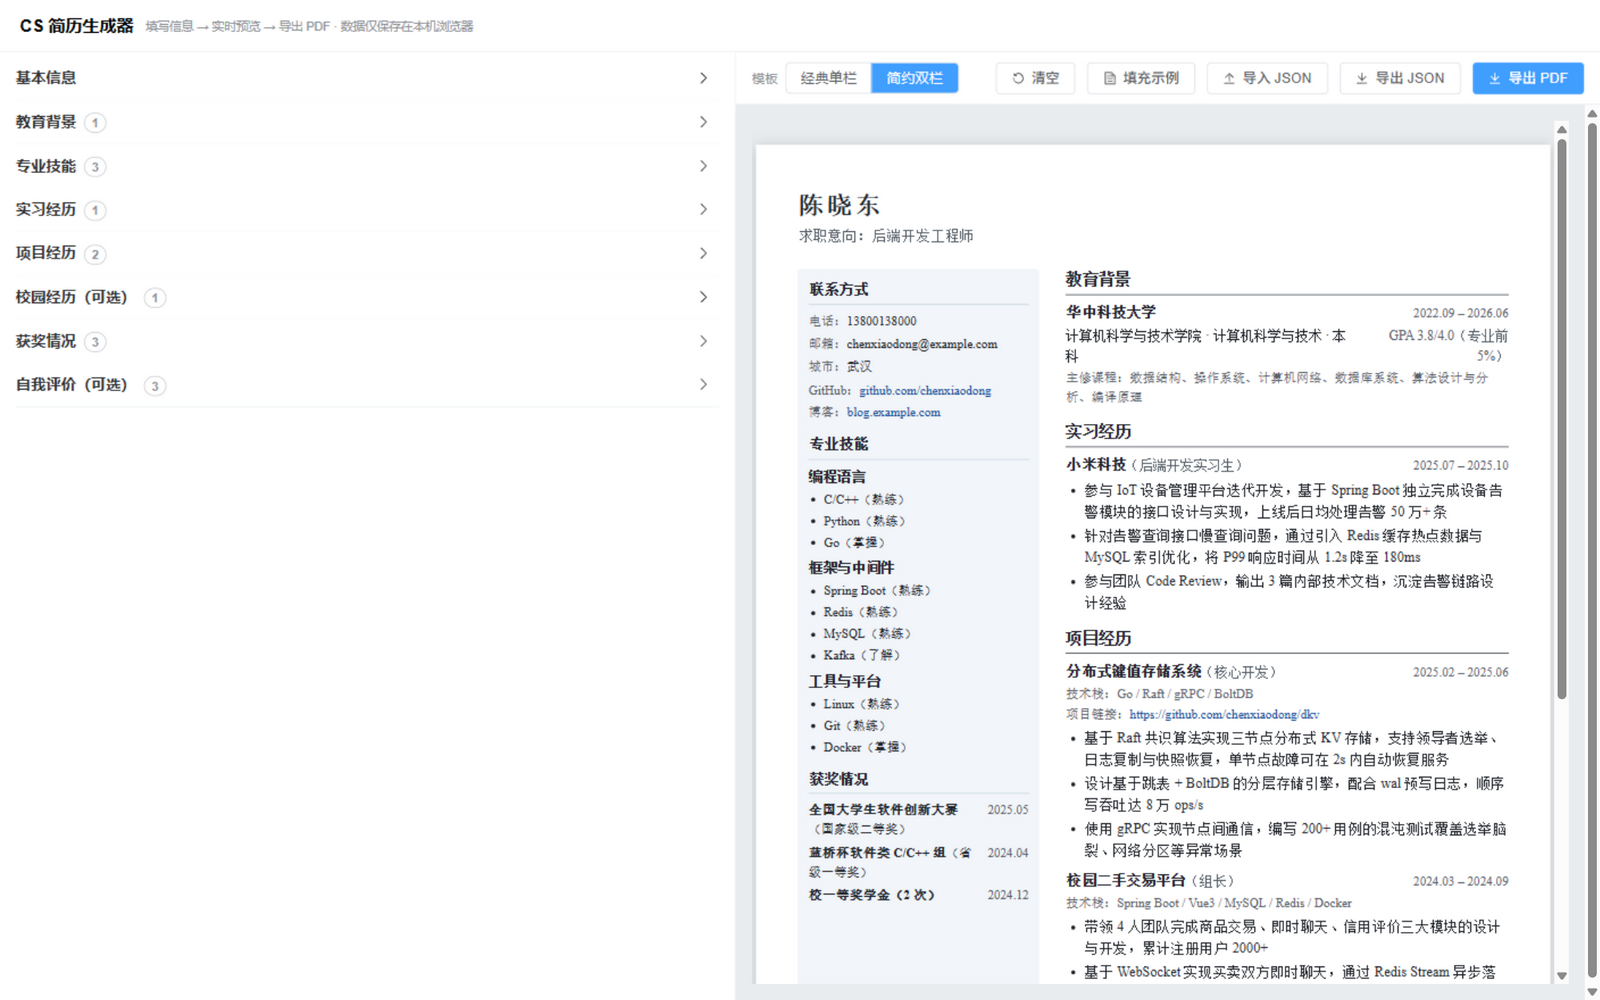 CS 简历生成器 填写信息 → 实时预览 → 导出 PDF · 数据仅保存在本机浏览器
基本信息
教育背景 1
专业技能 3
实习经历 1
项目经历 2
校园经历（可选） 1
获奖情况 3
自我评价（可选） 3
模板 经典单栏 简约双栏 清空 填充示例 导入 JSON 导出 JSON 导出 PDF
陈晓东
求职意向：后端开发工程师
联系方式
电话：13800138000
邮箱：chenxiaodong@example.com
城市：武汉
GitHub：github.com/chenxiaodong
博客：blog.example.com
专业技能
编程语言
• C/C++（熟练）
• Python（熟练）
• Go（掌握）
框架与中间件
• Spring Boot（熟练）
• Redis（熟练）
• MySQL（熟练）
• Kafka（了解）
工具与平台
• Linux（熟练）
• Git（熟练）
• Docker（掌握）
获奖情况
全国大学生软件创新大赛 2025.05
（国家级二等奖）
蓝桥杯软件类 C/C++ 组（省 2024.04
级一等奖）
校一等奖学金（2 次） 2024.12
教育背景
华中科技大学 2022.09 – 2026.06
计算机科学与技术学院 · 计算机科学与技术 · 本 GPA 3.8/4.0（专业前
科 5%）
主修课程：数据结构、操作系统、计算机网络、数据库系统、算法设计与分
析、编译原理
实习经历
小米科技（后端开发实习生） 2025.07 – 2025.10
• 参与 IoT 设备管理平台迭代开发，基于 Spring Boot 独立完成设备告
警模块的接口设计与实现，上线后日均处理告警 50 万+ 条
• 针对告警查询接口慢查询问题，通过引入 Redis 缓存热点数据与
MySQL 索引优化，将 P99 响应时间从 1.2s 降至 180ms
• 参与团队 Code Review，输出 3 篇内部技术文档，沉淀告警链路设
计经验
项目经历
分布式键值存储系统（核心开发） 2025.02 – 2025.06
技术栈：Go / Raft / gRPC / BoltDB
项目链接：https://github.com/chenxiaodong/dkv
• 基于 Raft 共识算法实现三节点分布式 KV 存储，支持领导者选举、
日志复制与快照恢复，单节点故障可在 2s 内自动恢复服务
• 设计基于跳表 + BoltDB 的分层存储引擎，配合 wal 预写日志，顺序
写吞吐达 8 万 ops/s
• 使用 gRPC 实现节点间通信，编写 200+ 用例的混沌测试覆盖选举脑
裂、网络分区等异常场景
校园二手交易平台（组长） 2024.03 – 2024.09
技术栈：Spring Boot / Vue3 / MySQL / Redis / Docker
• 带领 4 人团队完成商品交易、即时聊天、信用评价三大模块的设计
与开发，累计注册用户 2000+
• 基于 WebSocket 实现买卖双方即时聊天，通过 Redis Stream 异步落